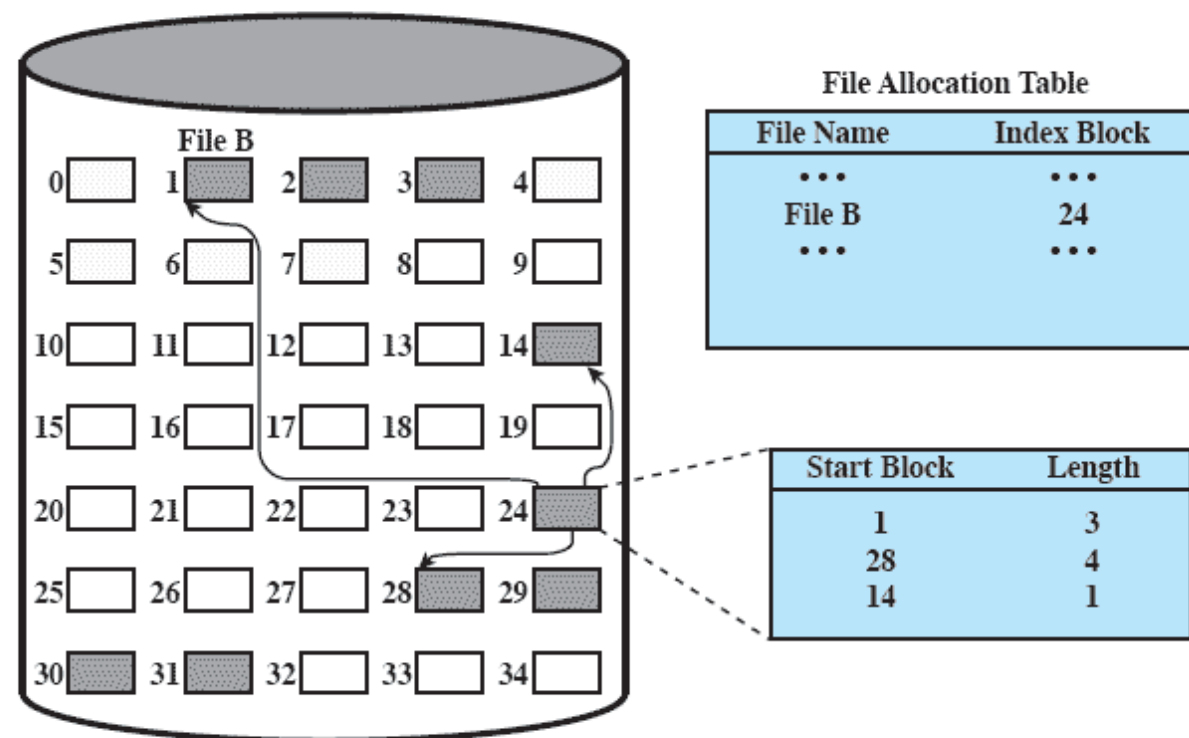 File Allocation Table
File Name Index Block
••• •••
File B 24
••• •••
File B
0 1 2 3 4
5 6 7 8 9
10 11 12 13 14
15 16 17 18 19
20 21 22 23 24
25 26 27 28 29
30 31 32 33 34
Start Block Length
1 3
28 4
14 1